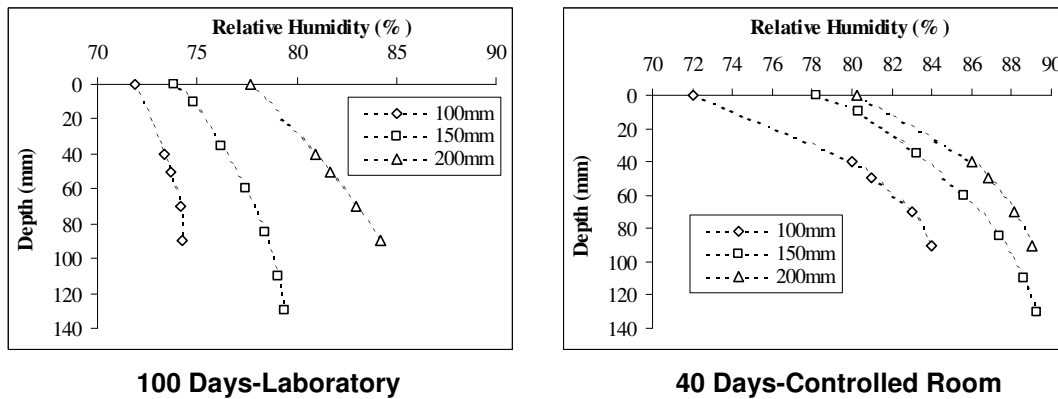 Relative Humidity (% )
70 75 80 85 90
0
20
40
60
80
100
120
140
Depth (mm)
100mm
150mm
200mm
100 Days-Laboratory
Relative Humidity (% )
70 72 74 76 78 80 82 84 86 88 90
0
20
40
60
80
100
120
140
Depth (mm)
100mm
150mm
200mm
40 Days-Controlled Room